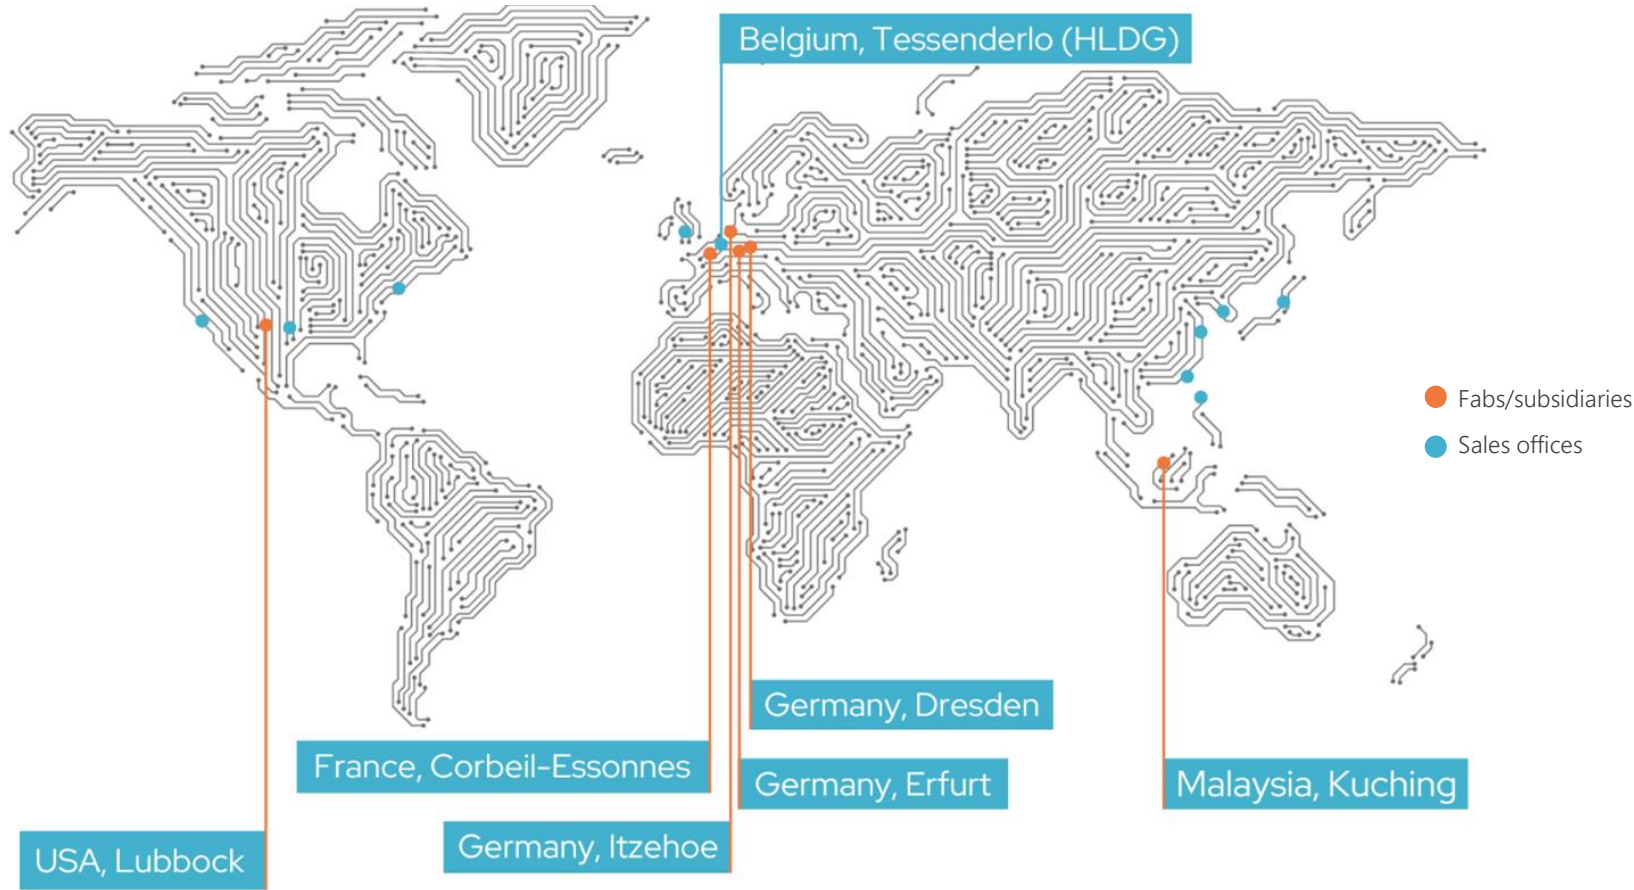 Belgium, Tessenderlo (HLDG)
Fabs/subsidiaries
Sales offices
Germany, Dresden
France, Corbeil-Essonnes
Germany, Erfurt
Malaysia, Kuching
Germany, Itzehoe
USA, Lubbock